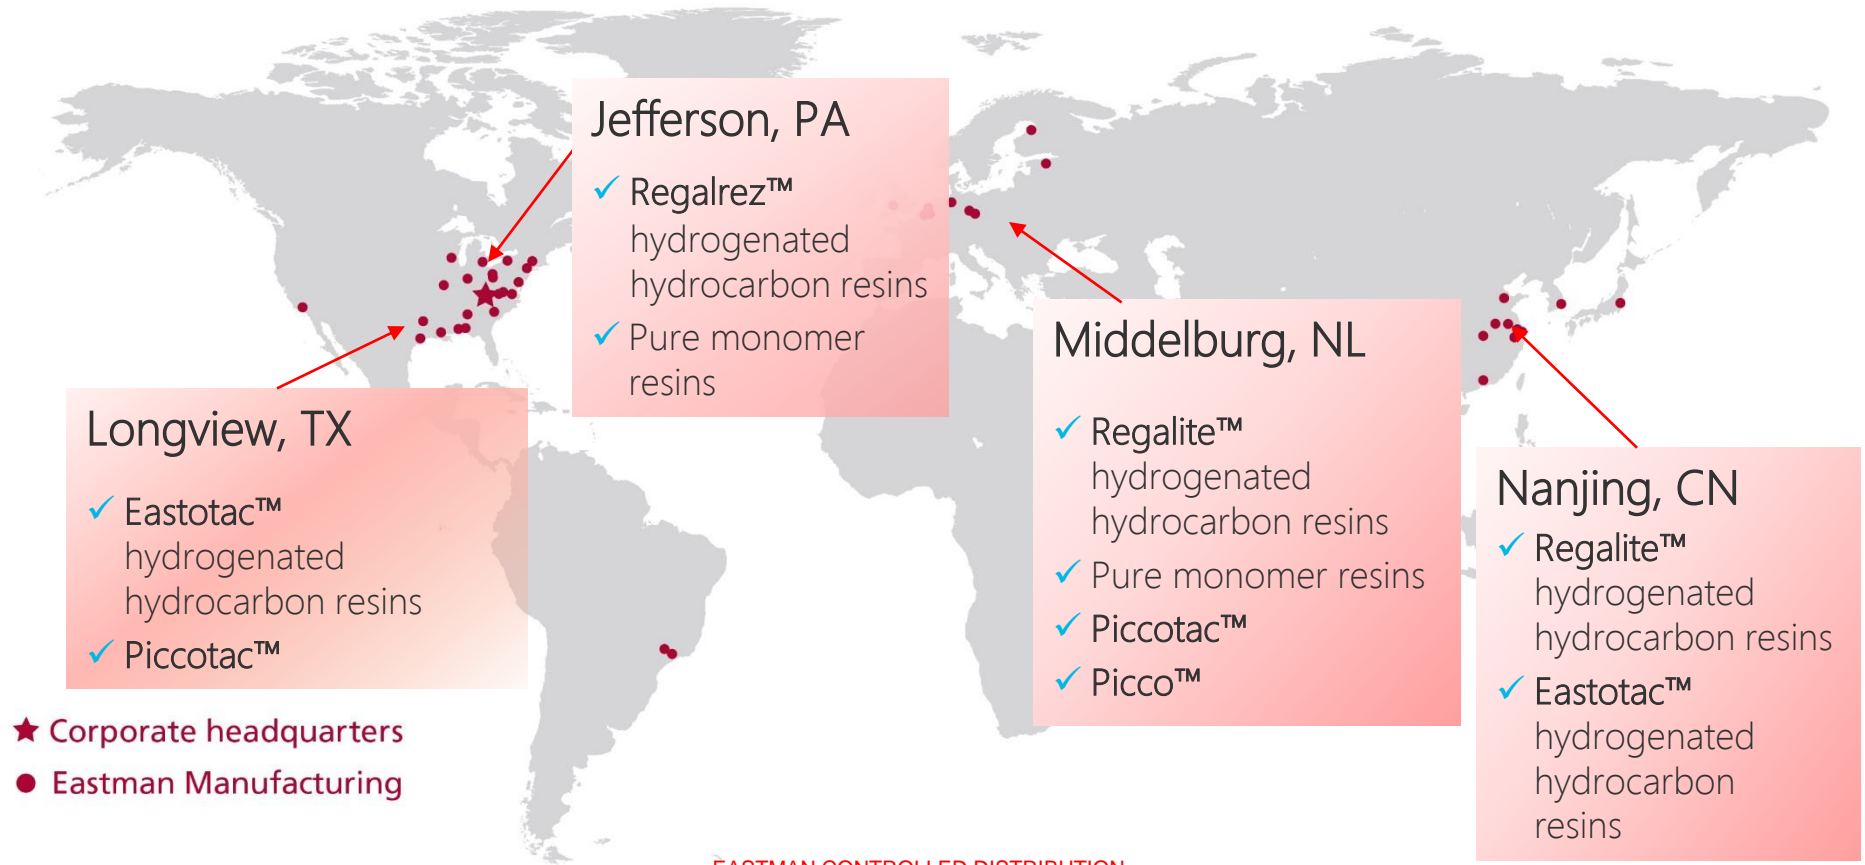 Jefferson, PA
Regalrez™
hydrogenated
hydrocarbon resins
Pure monomer
resins
Longview, TX
Eastotac™
hydrogenated
hydrocarbon resins
Piccotac™
Middelburg, NL
Regalite™
hydrogenated
hydrocarbon resins
Pure monomer resins
Piccotac™
Picco™
Nanjing, CN
Regalite™
hydrogenated
hydrocarbon resins
Eastotac™
hydrogenated
hydrocarbon
resins
Corporate headquarters
Eastman Manufacturing
EASTMAN CONTROLLED DISTRIBUTION